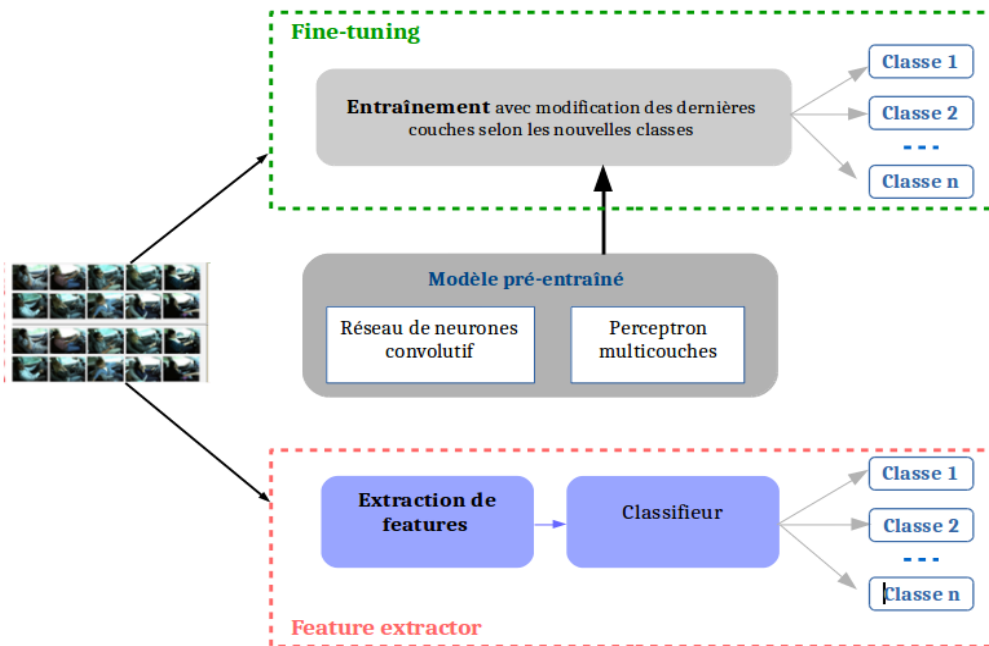 Fine-tuning
Entraînement avec modification des dernières
couches selon les nouvelles classes
Classe 1
Classe 2
- - -
Classe n
Modèle pré-entraîné
Réseau de neurones
convolutif
Perceptron
multicouches
Extraction de
features
Classifieur
Classe 1
Classe 2
- - -
Classe n
Feature extractor